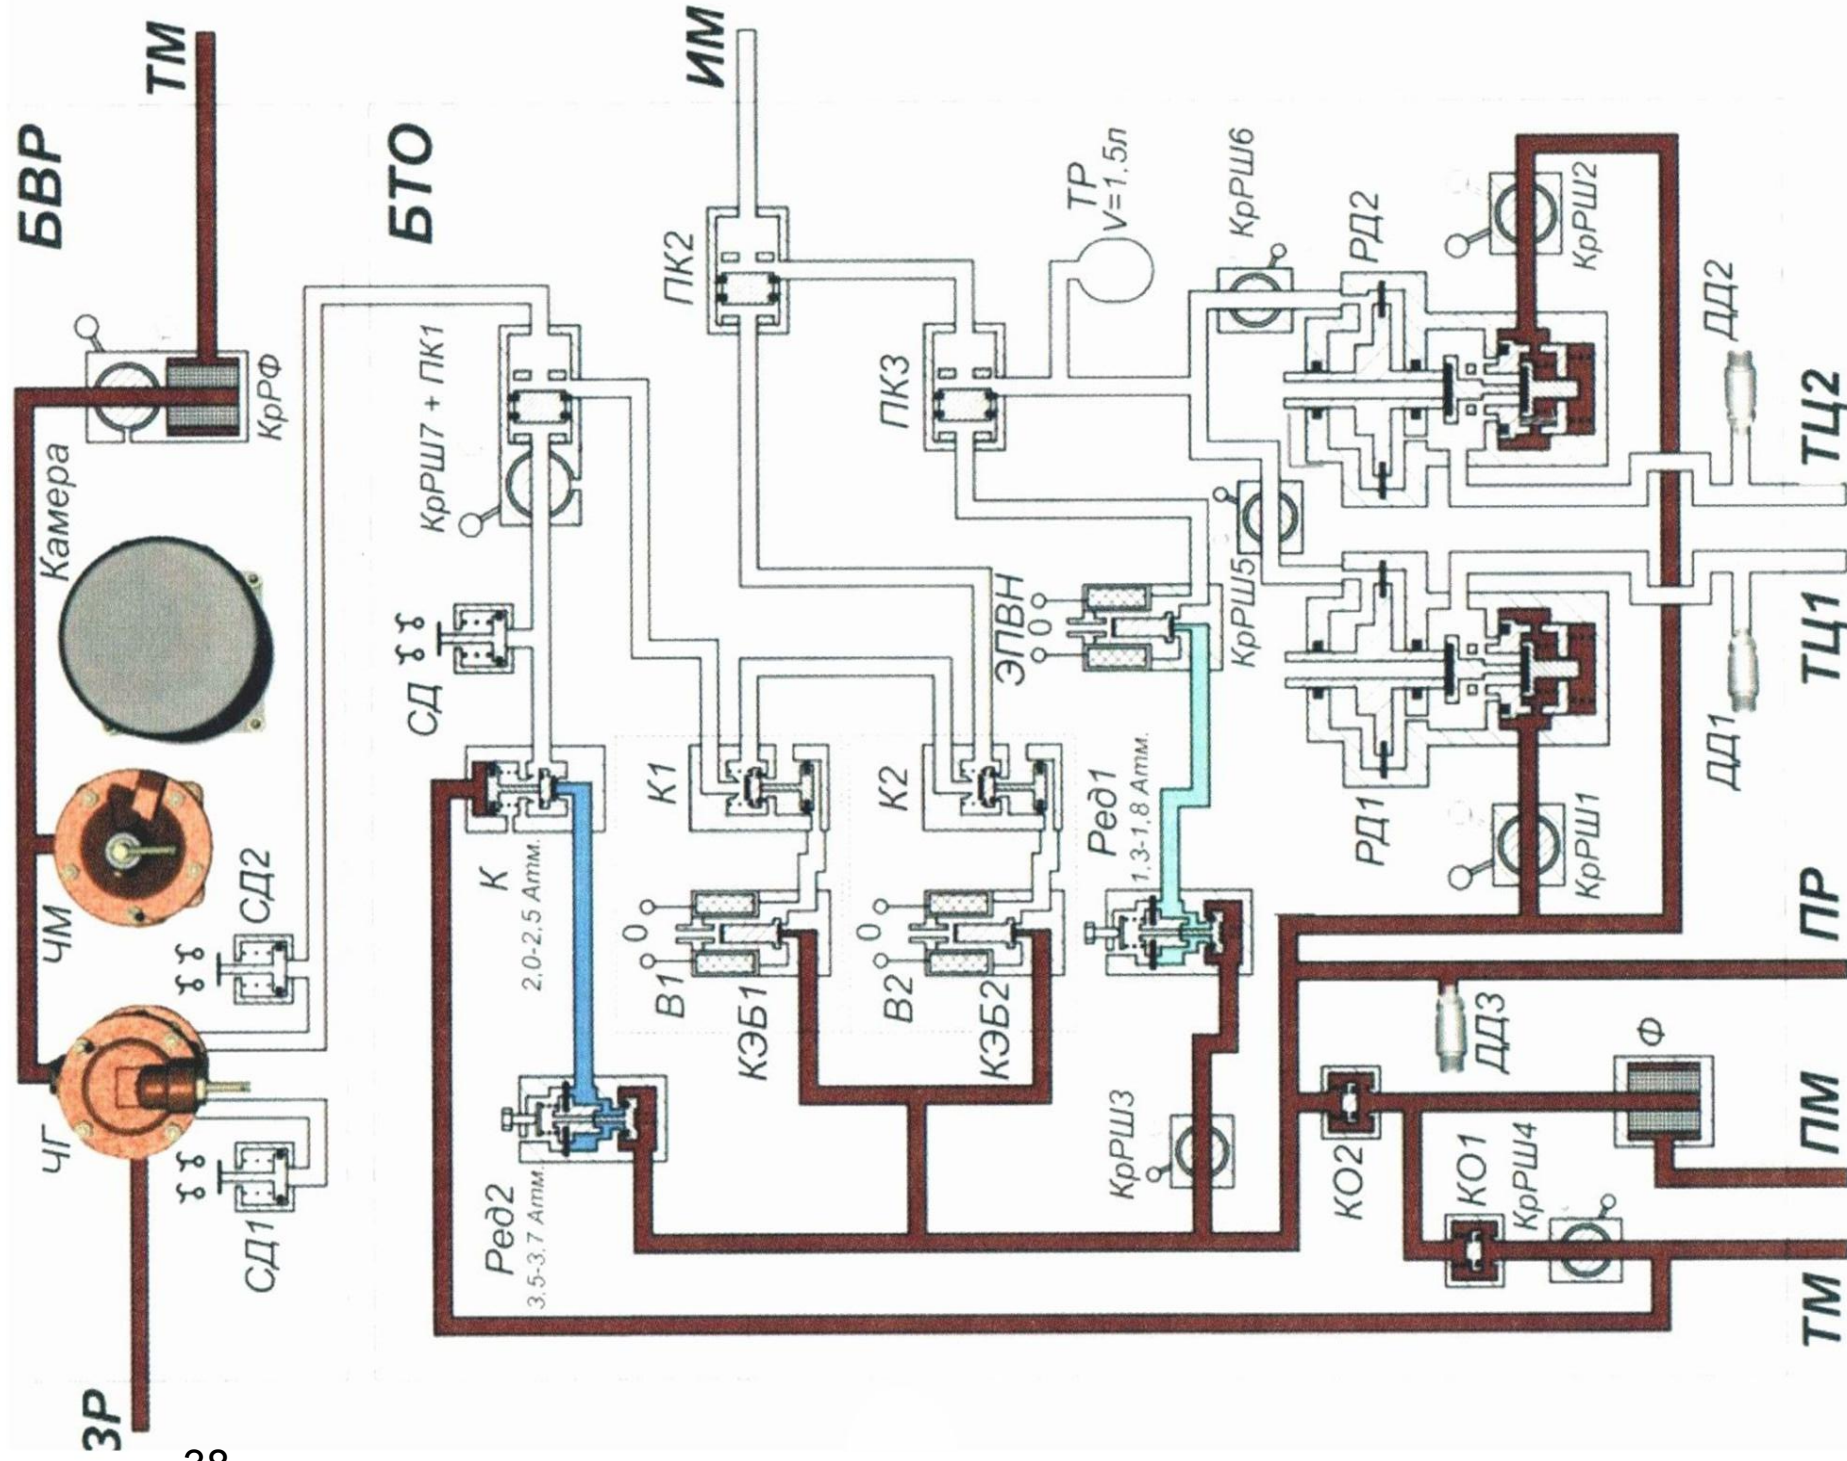 ЗР
БВР
ТМ
ЧГ
ЧМ
Камера
КрРФ
СД1
СД2
БТО
СД
КрРШ7 + ПК1
Ред2
3.5-3.7 Атм.
К
2.0-2,5 Атм.
В1
0
К1
ПК2
ИМ
КЭБ1
В2
0
К2
ПК3
КЭБ2
ЭПВН
0
ТР
V=1,5л
КрРШ3
Ред1
1.3-1,8 Атм.
КрРШ5
КрРШ6
КО2
РД1
РД2
КО1
ДД3
КрРШ4
КрРШ1
КрРШ2
Ф
ДД1
ДД2
ТМ
ПМ
ПР
ТЦ1
ТЦ2